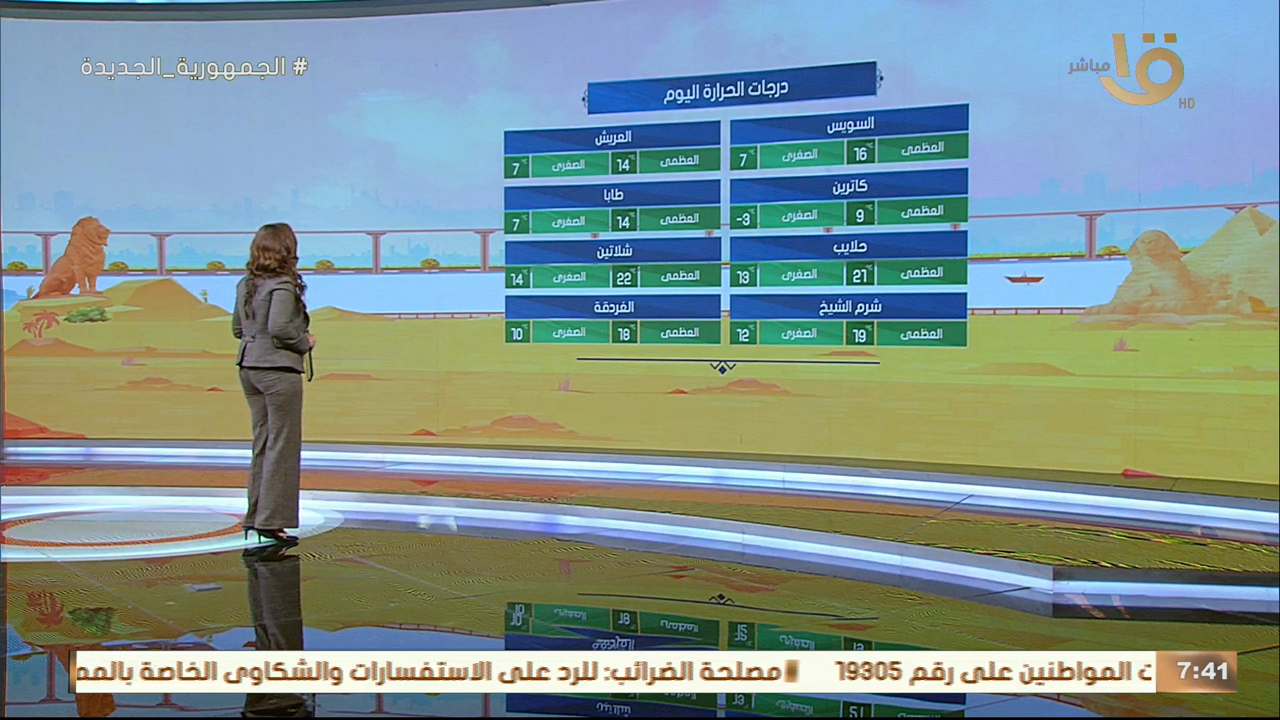 # الجمهورية_الجديدة
مباشر
HD
درجات الحرارة اليوم
السويس
العظمى 16°C الصغرى 7°C
العريش
العظمى 14°C الصغرى 7°C
كاترين
العظمى 9°C الصغرى -3°C
طابا
العظمى 14°C الصغرى 7°C
حلايب
العظمى 21°C الصغرى 13°C
شلاتين
العظمى 22°C الصغرى 14°C
شرم الشيخ
العظمى 19°C الصغرى 12°C
الغردقة
العظمى 18°C الصغرى 10°C
7:41
ت المواطنين على رقم 19305 مصلحة الضرائب: للرد على الاستفسارات والشكاوى الخاصة بالمم